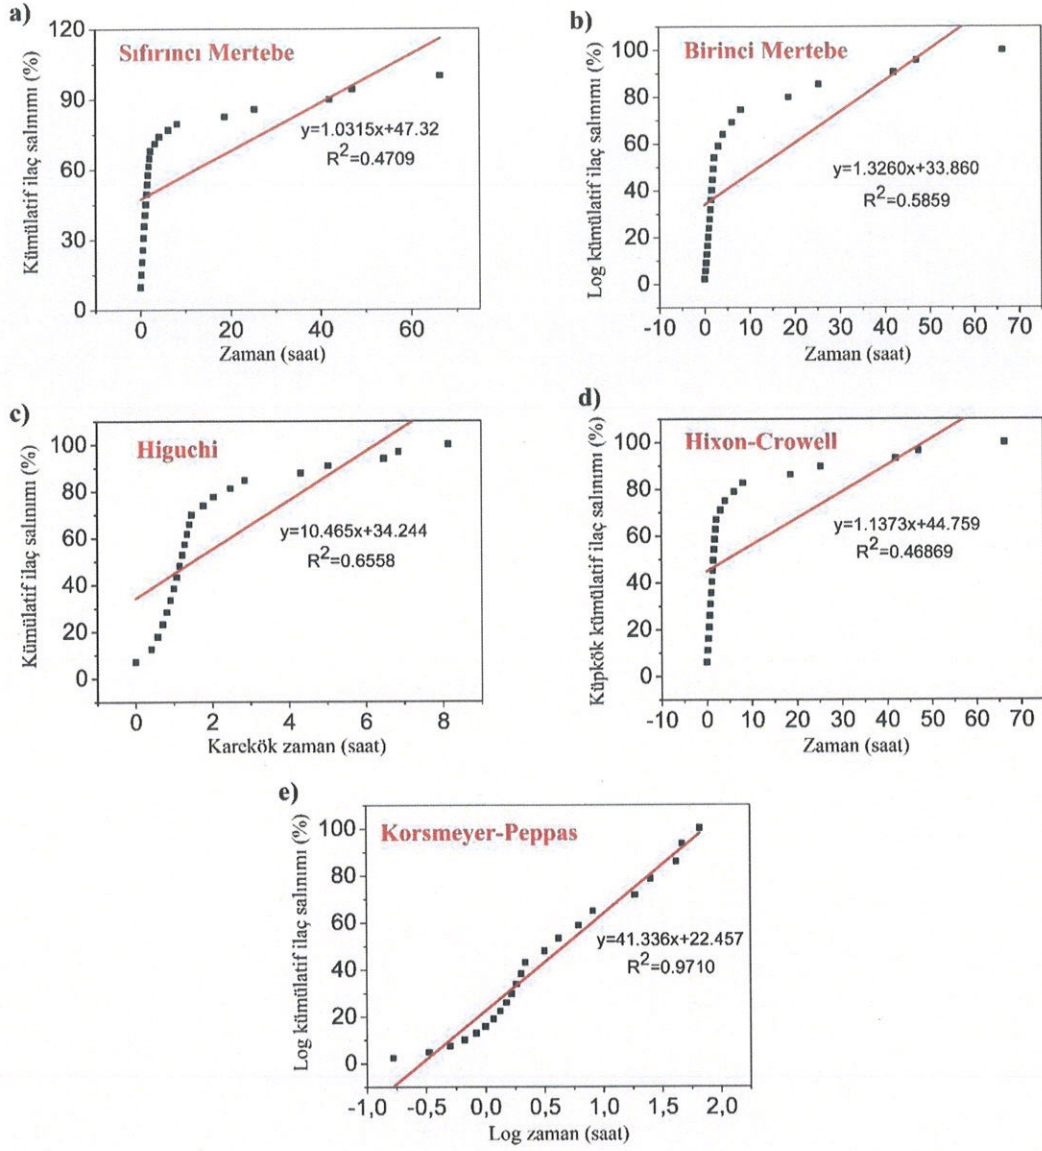 a)
Kümülatif ilaç salınımı (%)
120
90
60
30
0
Sıfırıncı Mertebe
y=1.0315x+47.32
R²=0.4709
0 20 40 60
Zaman (saat)
b)
Log kümülatif ilaç salınımı (%)
100
80
60
40
20
0
Birinci Mertebe
y=1.3260x+33.860
R²=0.5859
-10 0 10 20 30 40 50 60 70
Zaman (saat)
c)
Kümülatif ilaç salınımı (%)
100
80
60
40
20
0
Higuchi
y=10.465x+34.244
R²=0.6558
0 2 4 6 8
Karekök zaman (saat)
d)
Küpkök kümülatif ilaç salınımı (%)
100
80
60
40
20
0
Hixon-Crowell
y=1.1373x+44.759
R²=0.46869
-10 0 10 20 30 40 50 60 70
Zaman (saat)
e)
Log kümülatif ilaç salınımı (%)
100
80
60
40
20
0
Korsmeyer-Peppas
y=41.336x+22.457
R²=0.9710
-1,0 -0,5 0,0 0,5 1,0 1,5 2,0
Log zaman (saat)